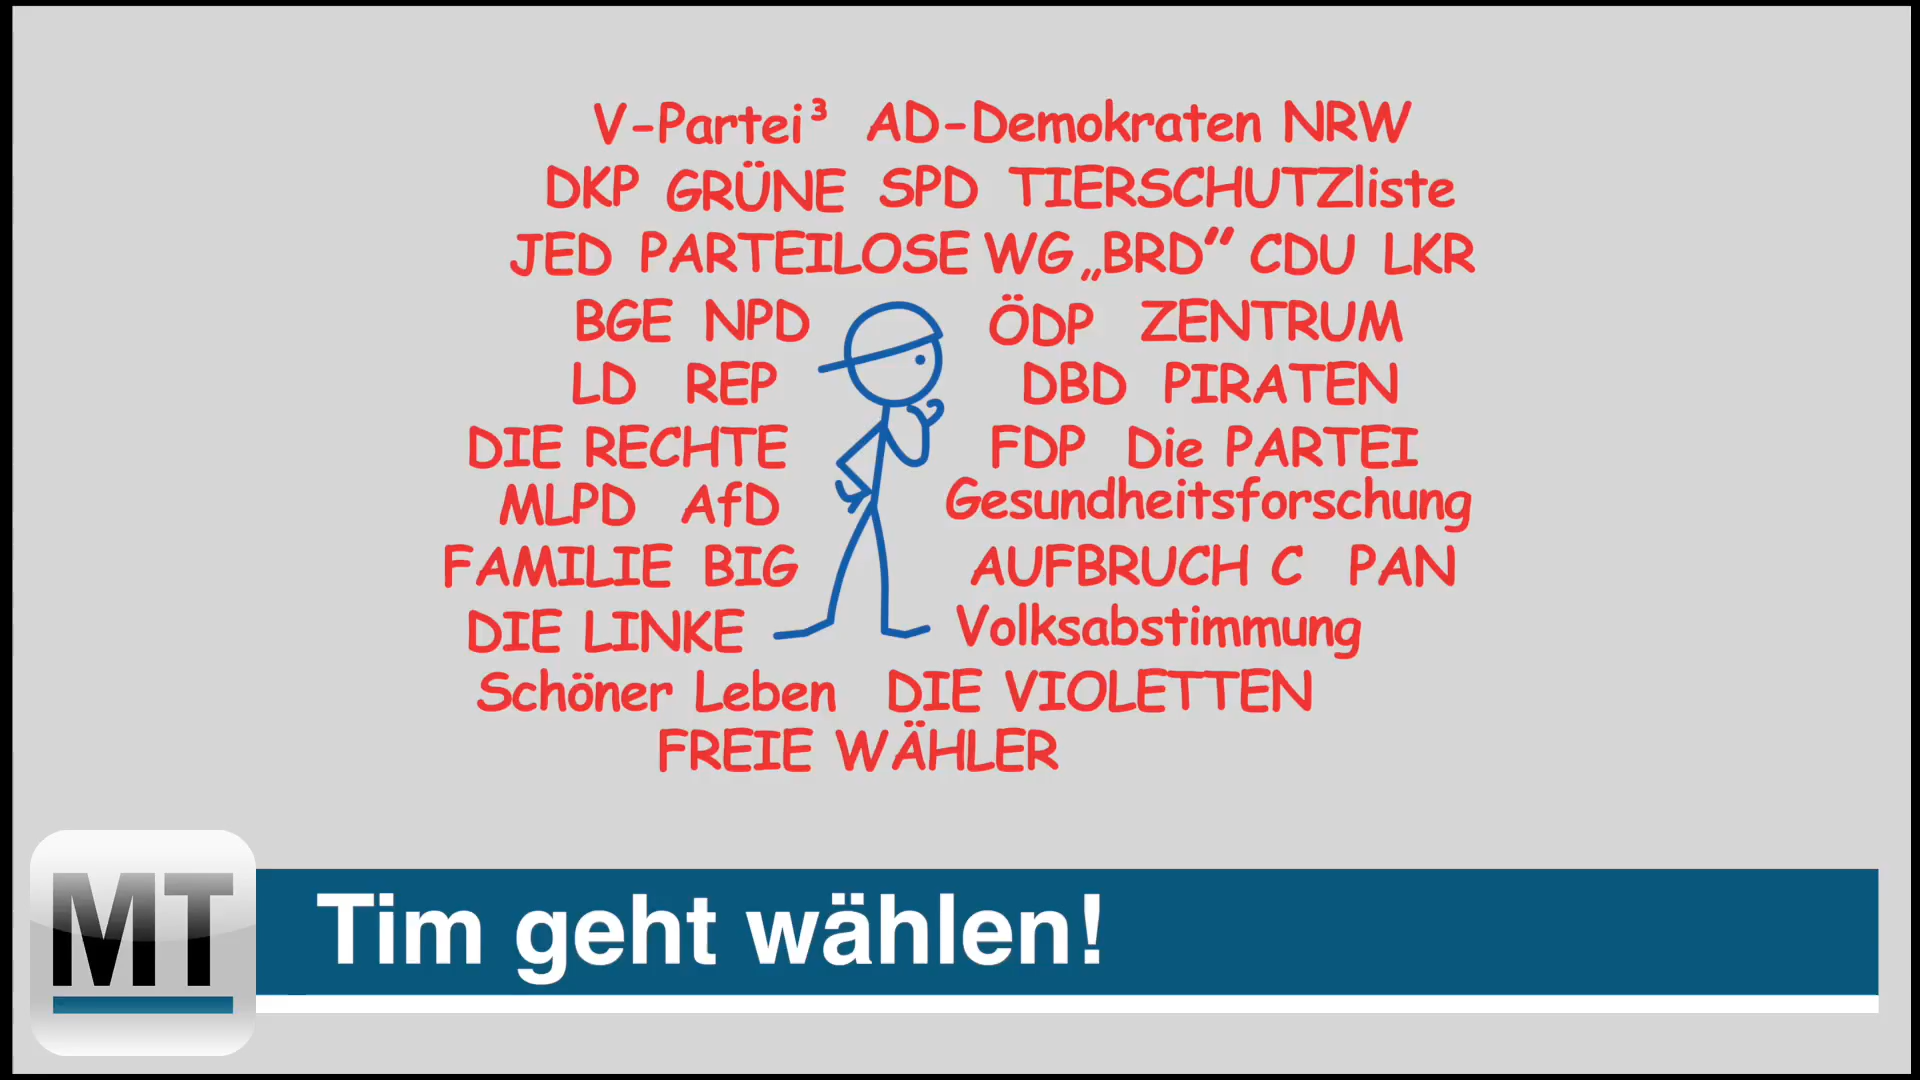 V-Partei³ AD-Demokraten NRW
DKP GRÜNE SPD TIERSCHUTZliste
JED PARTEILOSE WG „BRD” CDU LKR
BGE NPD ÖDP ZENTRUM
LD REP DBD PIRATEN
DIE RECHTE FDP Die PARTEI
MLPD AfD Gesundheitsforschung
FAMILIE BIG AUFBRUCH C PAN
DIE LINKE Volksabstimmung
Schöner Leben DIE VIOLETTEN
FREIE WÄHLER
MT
Tim geht wählen!